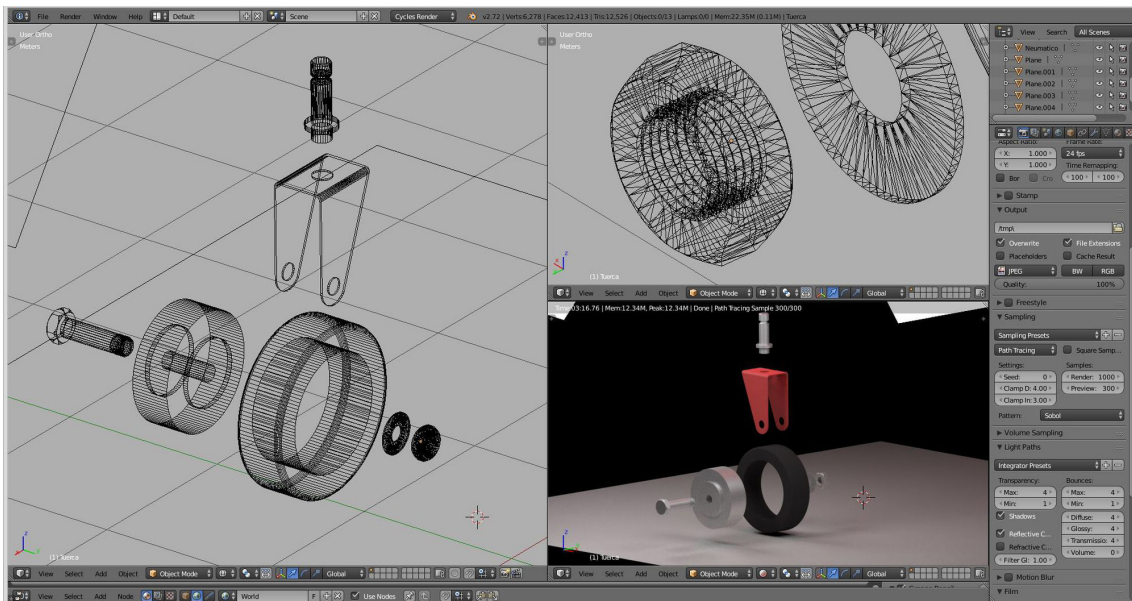 File Render Window Help Default Scene Cycles Render v2.72 | Verts:6,278 | Faces:12,413 | Tris:12,526 | Objects:0/13 | Lamps:0/0 | Mem:22.35M (0.11M) | Tuerca
User Ortho
Meters
(1) Tuerca
View Select Add Object Object Mode Global
User Ortho
Meters
(1) Tuerca
View Select Add Object Object Mode Global
Time:03:16.76 | Mem:12.34M, Peak:12.34M | Done | Path Tracing Sample 300/300
(1) Tuerca
View Select Add Object Object Mode Global
View Select Add Node World F Use Nodes
View Search All Scenes
Neumatico
Plane
Plane.001
Plane.002
Plane.003
Plane.004
Aspect Ratio: Frame Rate:
X: 1.000 24 fps
Y: 1.000 Time Remapping:
Bor Cro 100 100
Stamp
Output
/tmp\
Overwrite File Extensions
Placeholders Cache Result
JPEG BW RGB
Quality: 100%
Freestyle
Sampling
Sampling Presets
Path Tracing Square Samp...
Settings: Samples:
Seed: 0 Render: 1000
Clamp D: 4.00 Preview: 300
Clamp In: 3.00
Pattern: Sobol
Volume Sampling
Light Paths
Integrator Presets
Transparency: Bounces:
Max: 4 Max: 4
Min: 1 Min: 1
Shadows Diffuse: 4
Reflective C... Glossy: 4
Refractive C... Transmissio: 4
Filter Gl: 1.00 Volume: 0
Motion Blur
Film